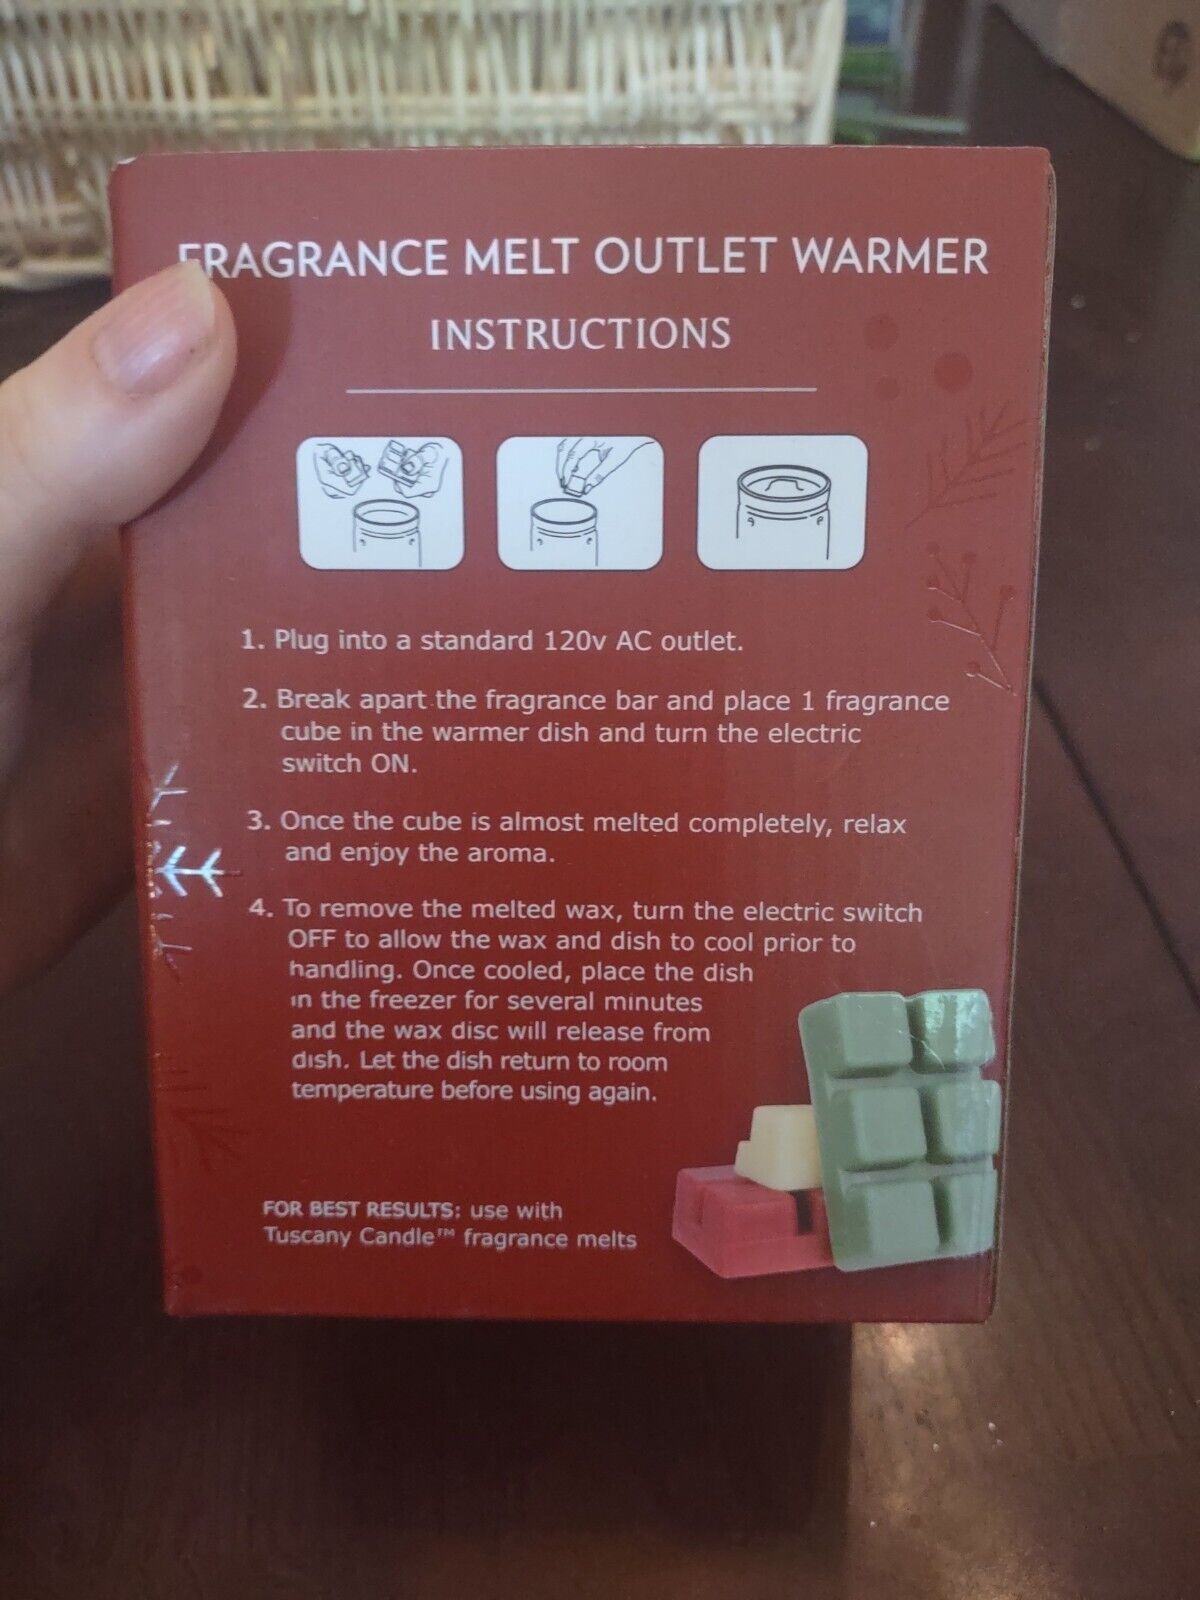 FRAGRANCE MELT OUTLET WARMER
INSTRUCTIONS
1. Plug into a standard 120v AC outlet.
2. Break apart the fragrance bar and place 1 fragrance
cube in the warmer dish and turn the electric
switch ON.
3. Once the cube is almost melted completely, relax
and enjoy the aroma.
4. To remove the melted wax, turn the electric switch
OFF to allow the wax and dish to cool prior to
handling. Once cooled, place the dish
in the freezer for several minutes
and the wax disc will release from
dish. Let the dish return to room
temperature before using again.
FOR BEST RESULTS: use with
Tuscany Candle™ fragrance melts